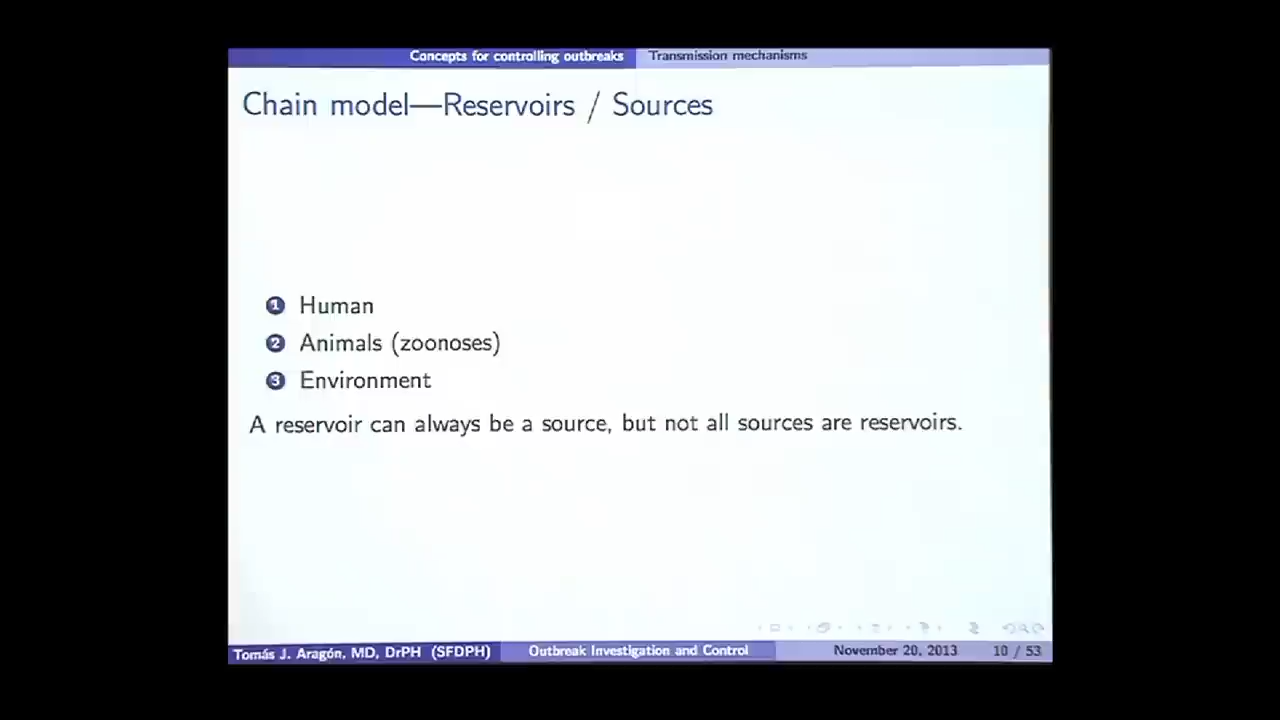 Concepts for controlling outbreaks Transmission mechanisms
Chain model—Reservoirs / Sources
1 Human
2 Animals (zoonoses)
3 Environment
A reservoir can always be a source, but not all sources are reservoirs.
Tomás J. Aragón, MD, DrPH (SFDPH) Outbreak Investigation and Control November 20, 2013 10 / 53